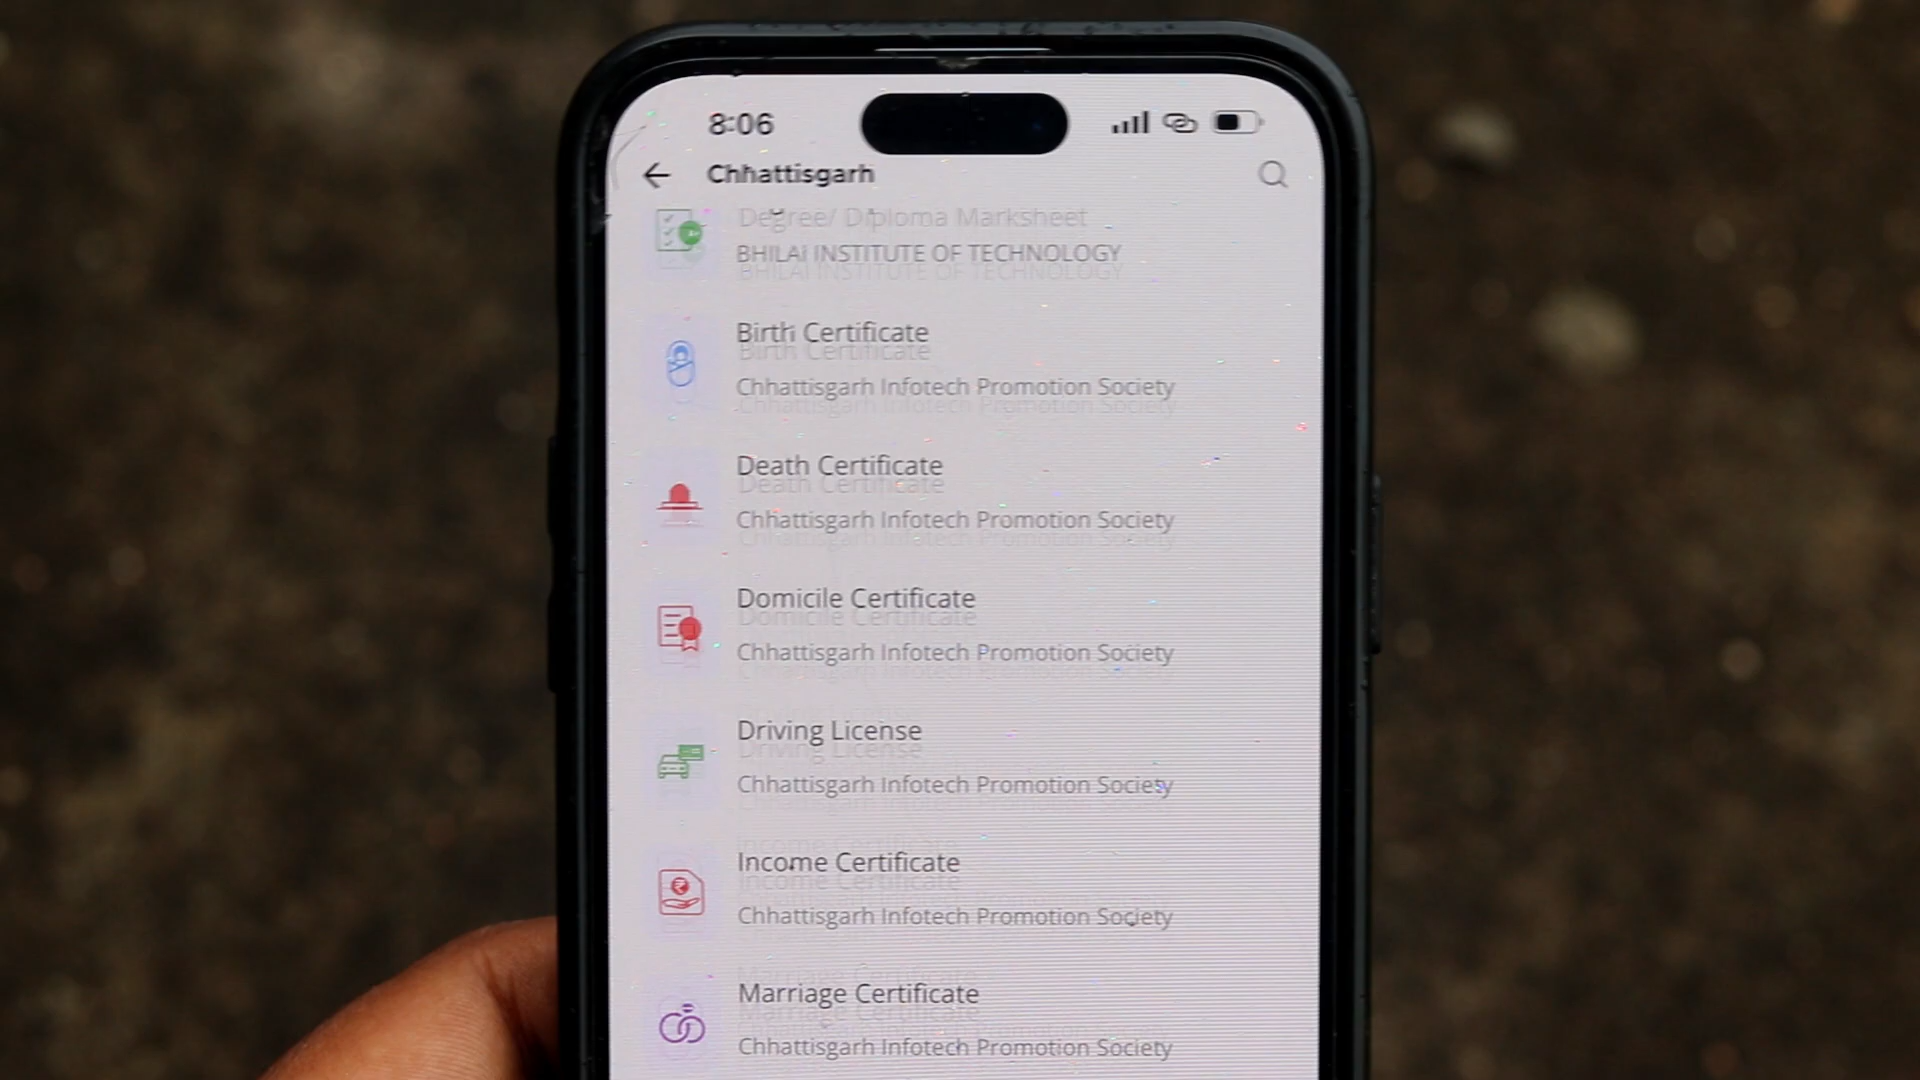 8:06
Chhattisgarh
Degree/ Diploma Marksheet
BHILAI INSTITUTE OF TECHNOLOGY
Birth Certificate
Chhattisgarh Infotech Promotion Society
Death Certificate
Chhattisgarh Infotech Promotion Society
Domicile Certificate
Chhattisgarh Infotech Promotion Society
Driving License
Chhattisgarh Infotech Promotion Society
Income Certificate
Chhattisgarh Infotech Promotion Society
Marriage Certificate
Chhattisgarh Infotech Promotion Society